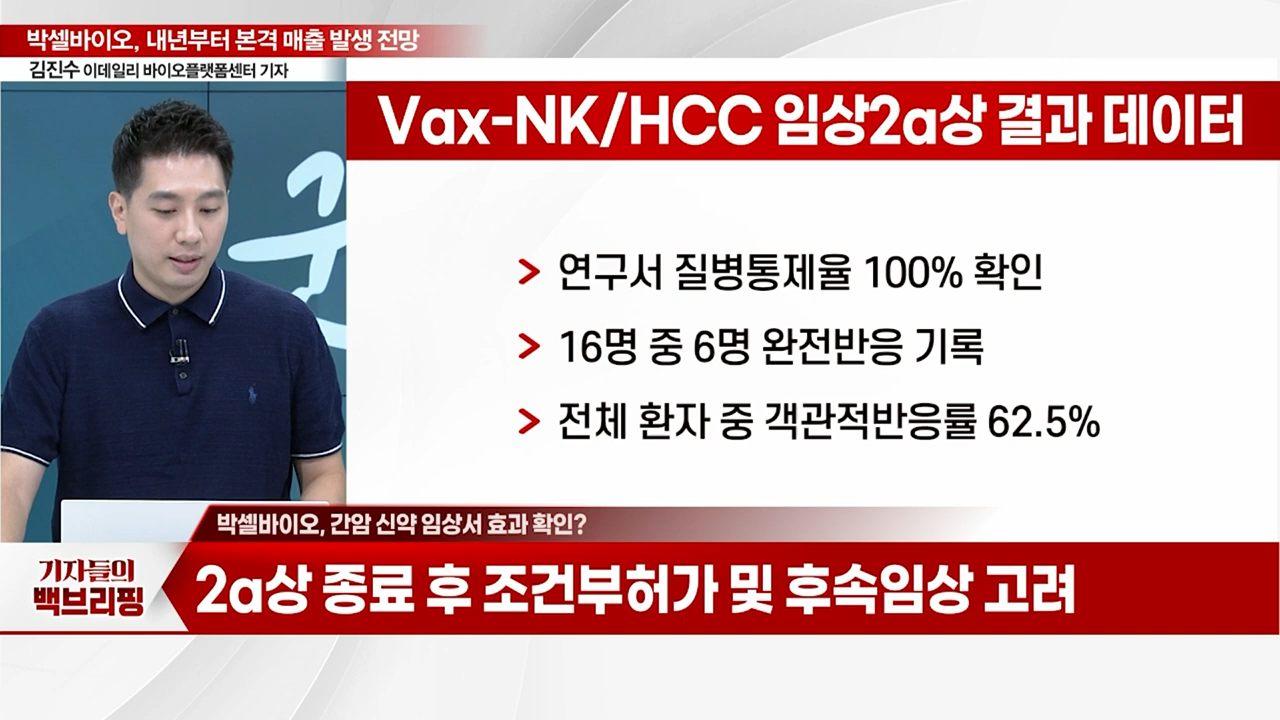 박셀바이오, 내년부터 본격 매출 발생 전망
김진수 이데일리 바이오플랫폼센터 기자
Vax-NK/HCC 임상2a상 결과 데이터
> 연구서 질병통제율 100% 확인
> 16명 중 6명 완전반응 기록
> 전체 환자 중 객관적반응률 62.5%
박셀바이오, 간암 신약 임상서 효과 확인?
기자들의
백브리핑
2a상 종료 후 조건부허가 및 후속임상 고려